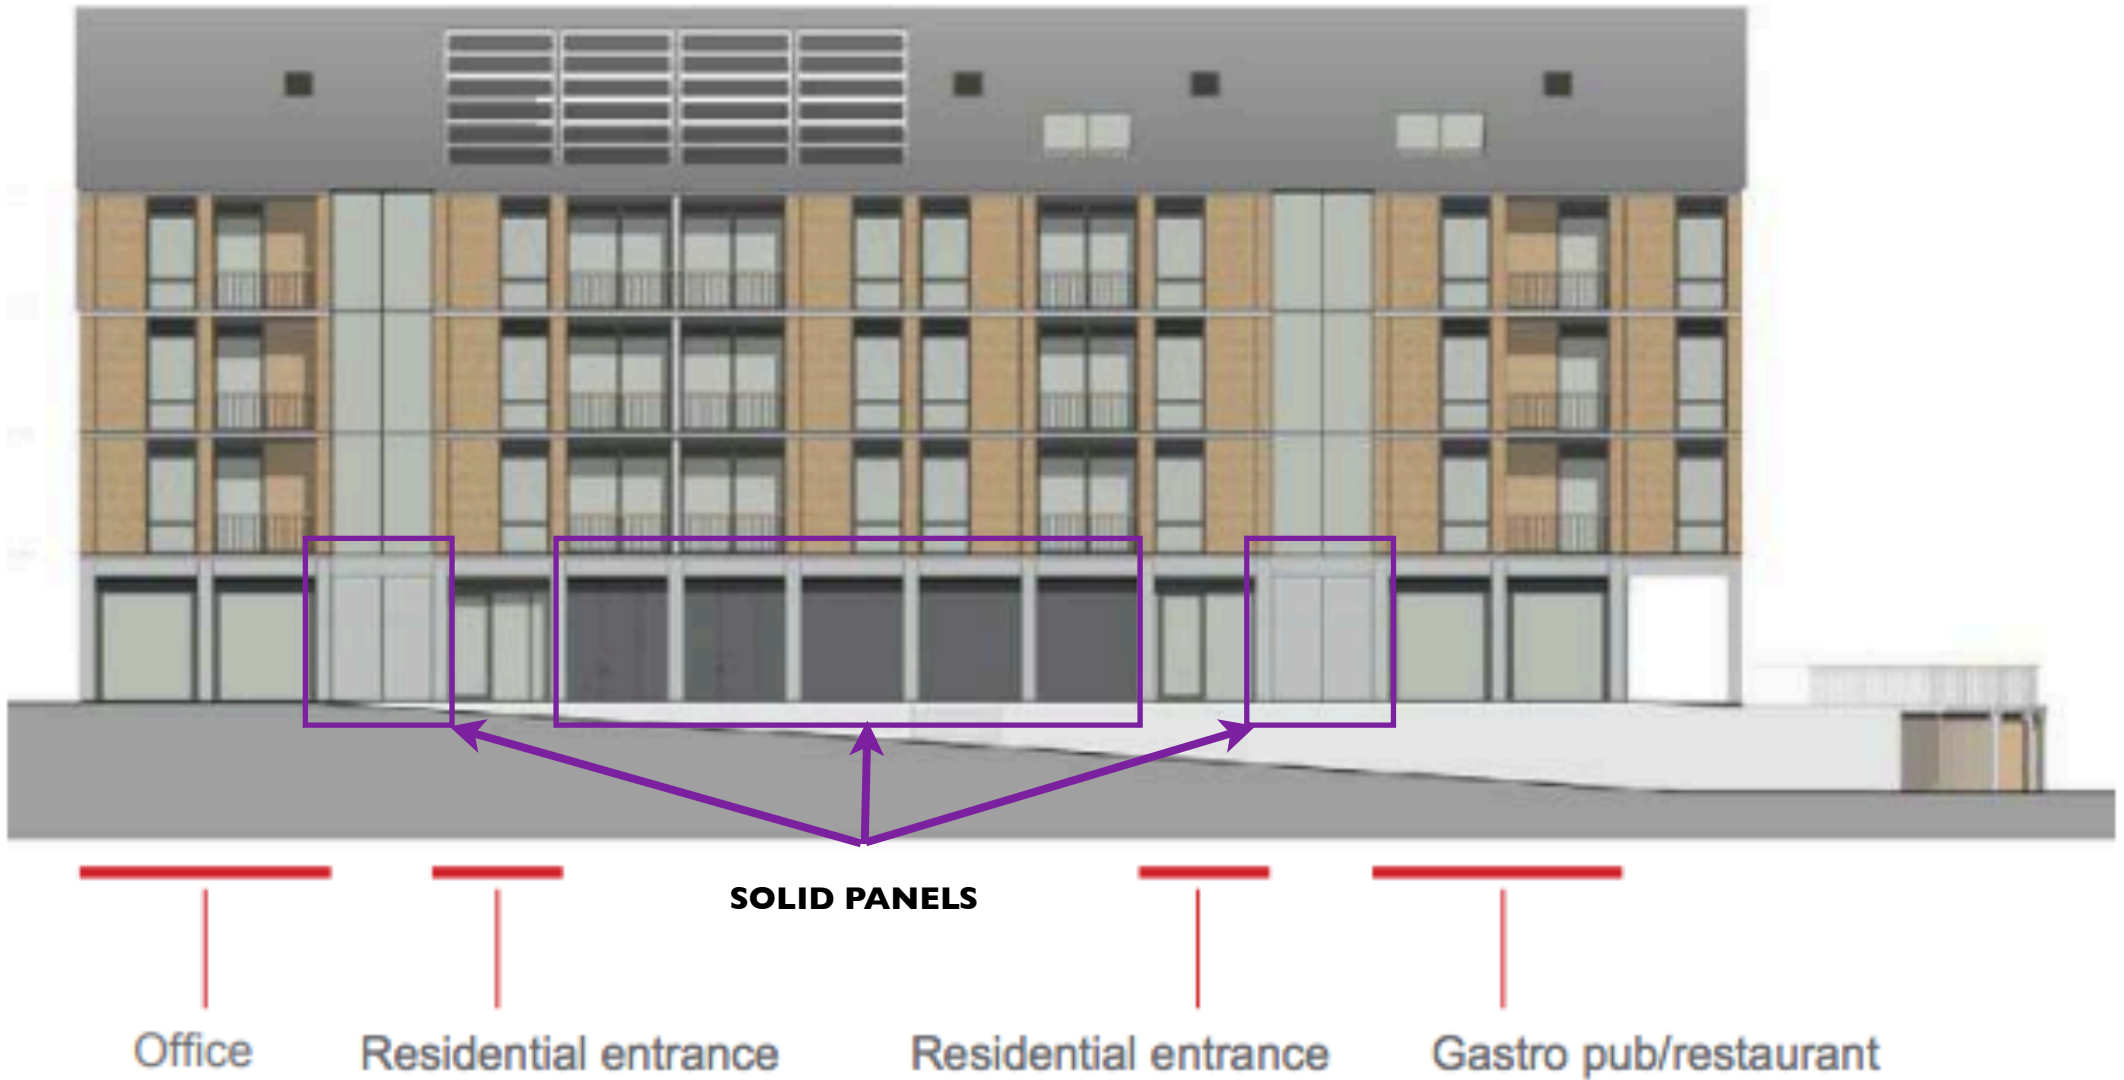 SOLID PANELS
Office
Residential entrance
Residential entrance
Gastro pub/restaurant